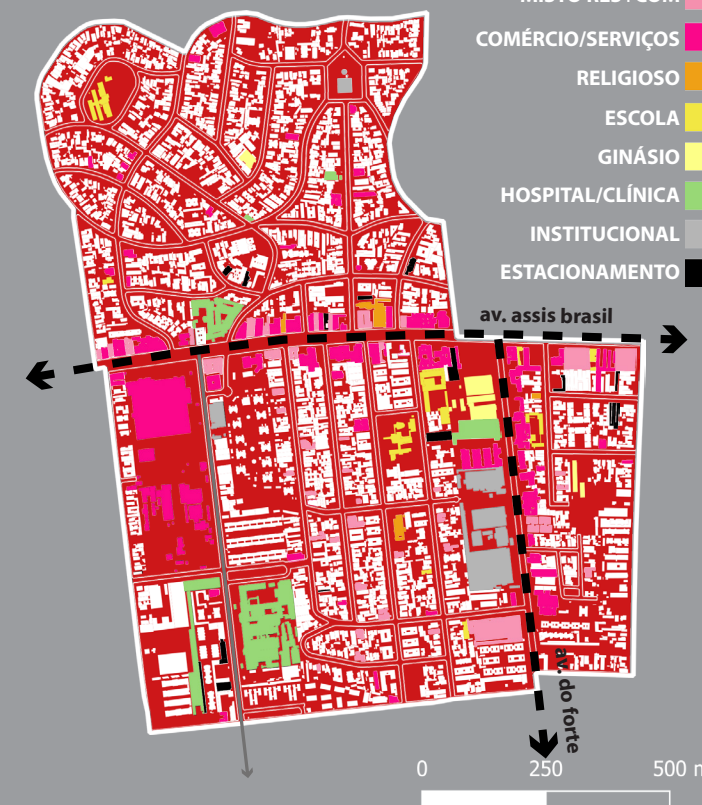 COMÉRCIO/SERVIÇOS
RELIGIOSO
ESCOLA
GINÁSIO
HOSPITAL/CLÍNICA
INSTITUCIONAL
ESTACIONAMENTO
av. assis brasil
av. do forte
0 250 500 m